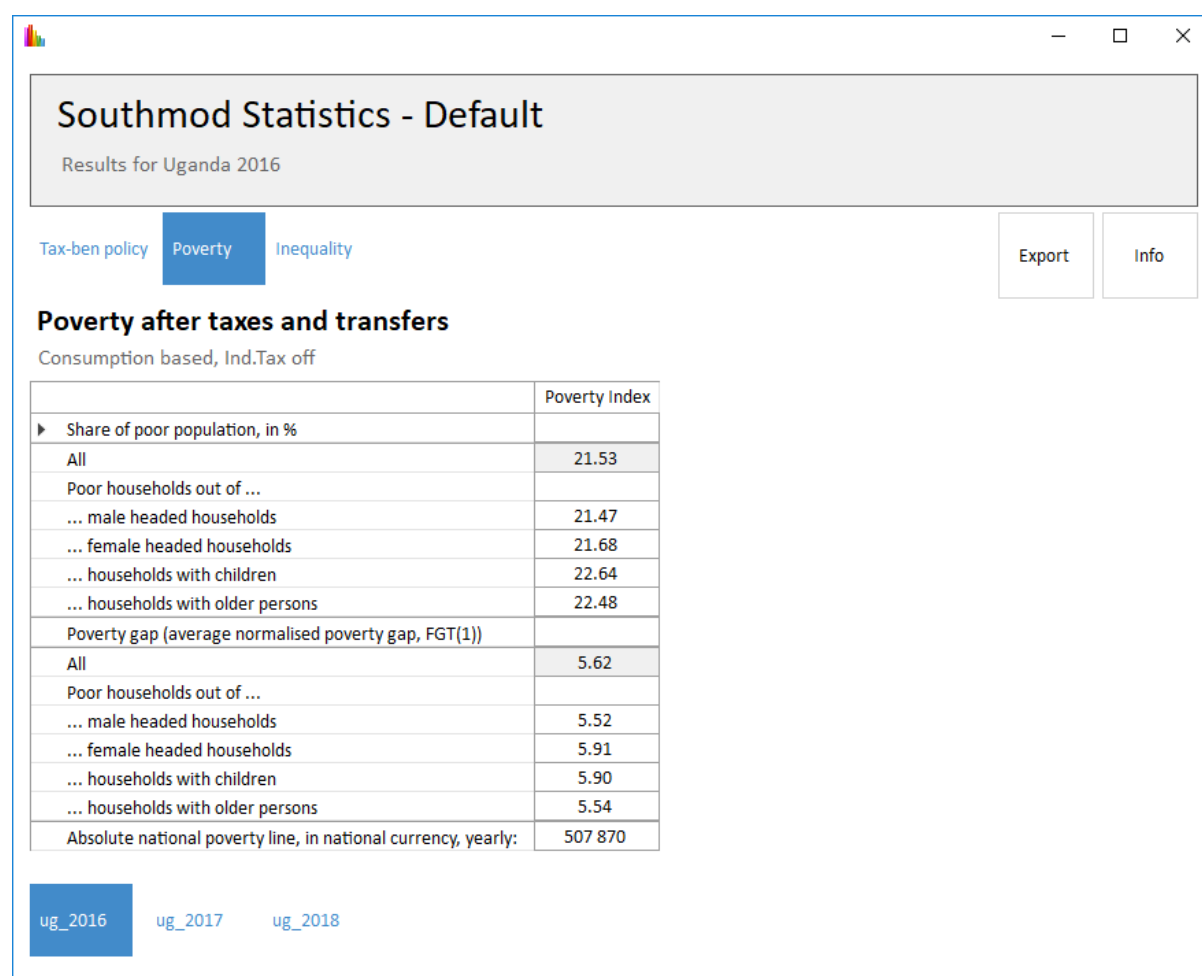 Southmod Statistics - Default
Results for Uganda 2016
Tax-ben policy Poverty Inequality Export Info
Poverty after taxes and transfers
Consumption based, Ind.Tax off
Poverty Index
Share of poor population, in %
All 21.53
Poor households out of ...
... male headed households 21.47
... female headed households 21.68
... households with children 22.64
... households with older persons 22.48
Poverty gap (average normalised poverty gap, FGT(1))
All 5.62
Poor households out of ...
... male headed households 5.52
... female headed households 5.91
... households with children 5.90
... households with older persons 5.54
Absolute national poverty line, in national currency, yearly: 507 870
ug_2016 ug_2017 ug_2018